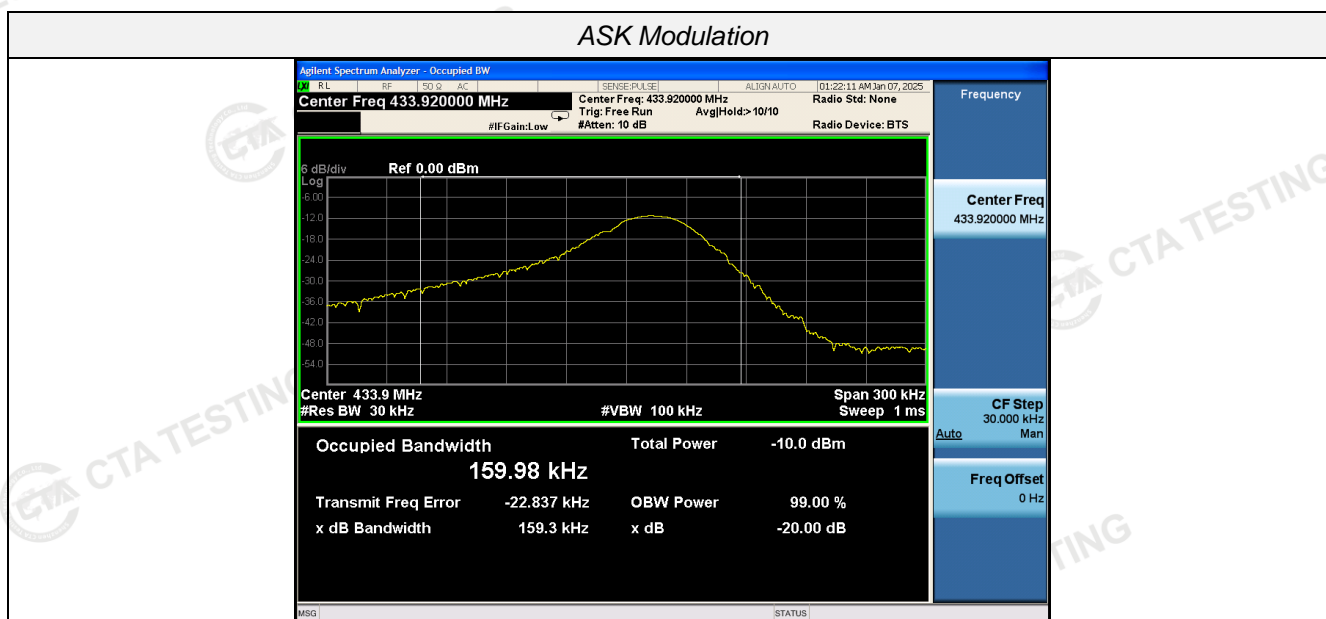 ASK Modulation
Agilent Spectrum Analyzer - Occupied BW
LXI RL RF 50 Ω AC SENSE:PULSE ALIGN AUTO 01:22:11 AM Jan 07, 2025
Center Freq 433.920000 MHz
Center Freq: 433.920000 MHz Radio Std: None
Trig: Free Run Avg|Hold:>10/10
#IFGain:Low #Atten: 10 dB Radio Device: BTS
Frequency
6 dB/div Ref 0.00 dBm
Log
-6.00
-12.0
-18.0
-24.0
-30.0
-36.0
-42.0
-48.0
-54.0
Center Freq
433.920000 MHz
Center 433.9 MHz Span 300 kHz
#Res BW 30 kHz #VBW 100 kHz Sweep 1 ms
CF Step
30.000 kHz
Auto Man
Freq Offset
0 Hz
Occupied Bandwidth Total Power -10.0 dBm
159.98 kHz
Transmit Freq Error -22.837 kHz OBW Power 99.00 %
x dB Bandwidth 159.3 kHz x dB -20.00 dB
MSG STATUS
CTA
CTA TESTING
CTA TESTING
TING